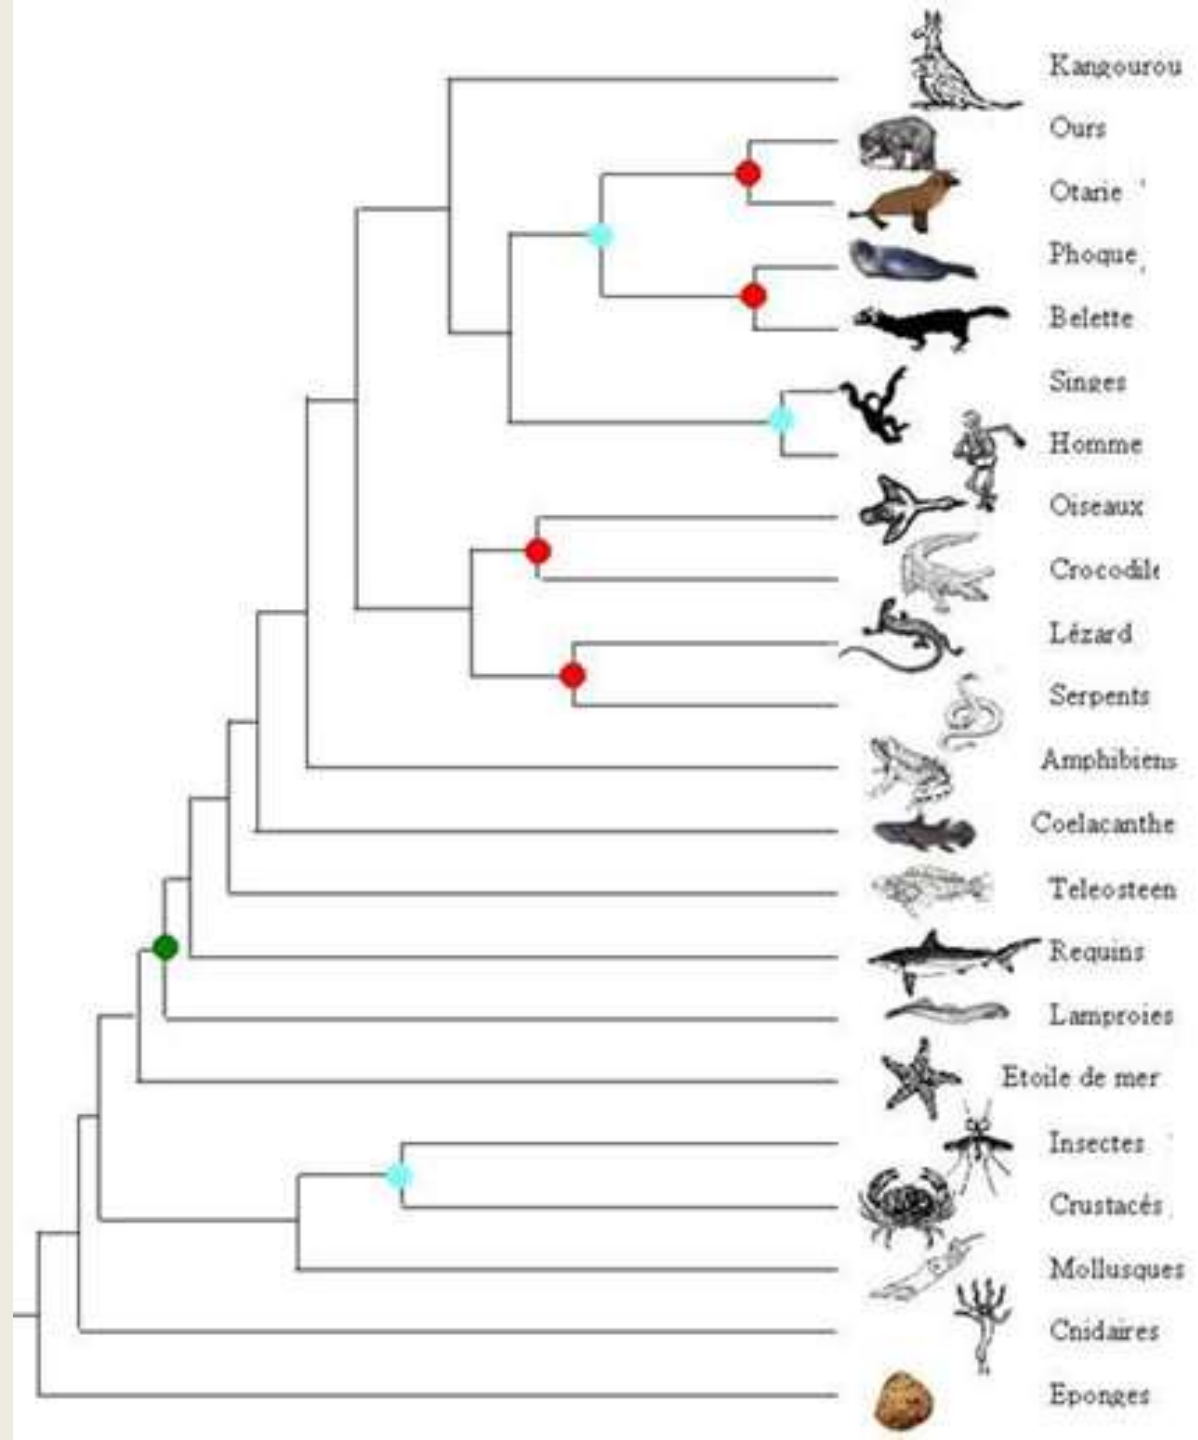 Kangourou
Ours
Otarie
Phoque
Belette
Singes
Homme
Oiseaux
Crocodile
Lézard
Serpents
Amphibiens
Coelacanthe
Teleosteen
Requins
Lamproies
Etoile de mer
Insectes
Crustacés
Mollusques
Cnidaires
Eponges